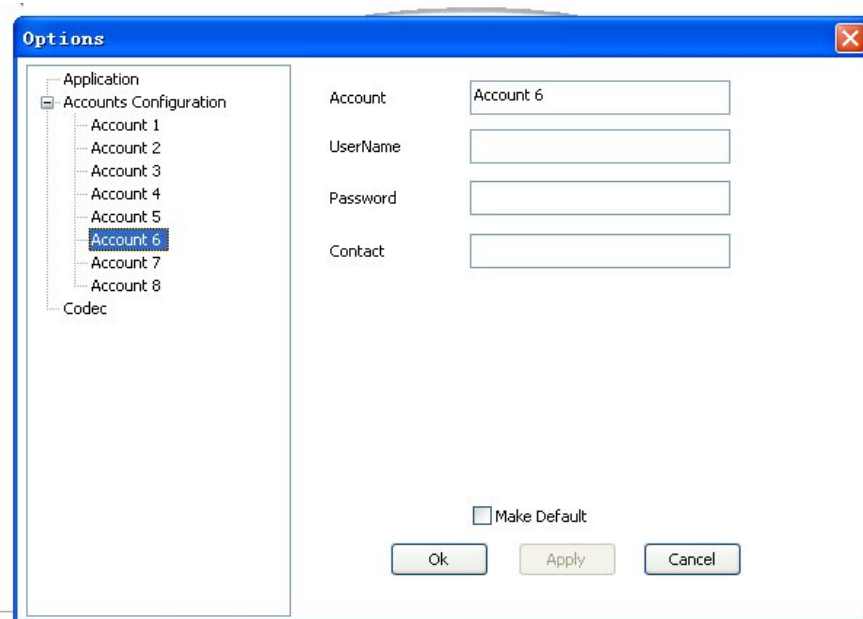 Options
Application
Accounts Configuration
Account 1
Account 2
Account 3
Account 4
Account 5
Account 6
Account 7
Account 8
Codec
Account
Account 6
UserName
Password
Contact
Make Default
Ok
Apply
Cancel